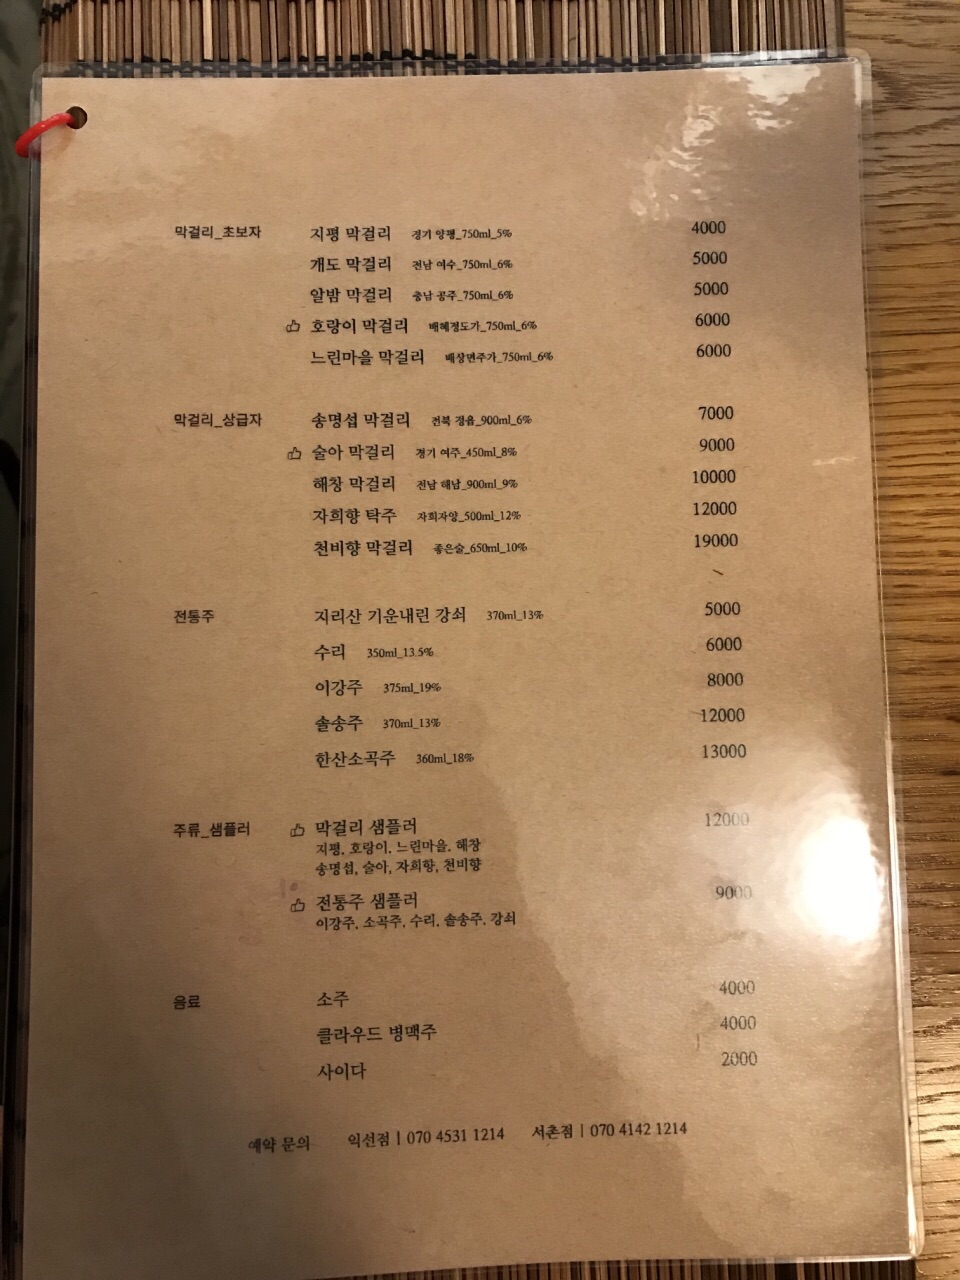 막걸리_초보자 지평 막걸리 경기 양평_750ml_5% 4000
개도 막걸리 전남 여수_750ml_6% 5000
알밤 막걸리 충남 공주_750ml_6% 5000
호랑이 막걸리 배혜정도가_750ml_6% 6000
느린마을 막걸리 배상면주가_750ml_6% 6000
막걸리_상급자 송명섭 막걸리 전북 정읍_900ml_6% 7000
술아 막걸리 경기 여주_450ml_8% 9000
해창 막걸리 전남 해남_900ml_9% 10000
자희향 탁주 자희자양_500ml_12% 12000
천비향 막걸리 좋은술_650ml_10% 19000
전통주 지리산 기운내린 강쇠 370ml_13% 5000
수리 350ml_13.5% 6000
이강주 375ml_19% 8000
솔송주 370ml_13% 12000
한산소곡주 360ml_18% 13000
주류_샘플러 막걸리 샘플러 12000
지평, 호랑이, 느린마을, 해창
송명섭, 술아, 자희향, 천비향
전통주 샘플러 9000
이강주, 소곡주, 수리, 솔송주, 강쇠
음료 소주 4000
클라우드 병맥주 4000
사이다 2000
예약 문의 익선점 | 070 4531 1214 서촌점 | 070 4142 1214